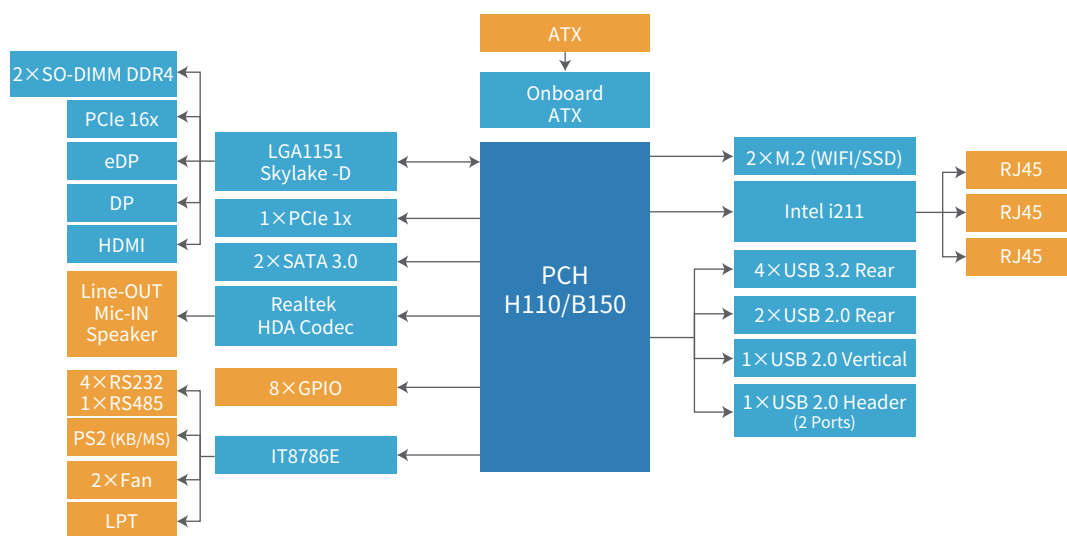 ATX
Onboard
ATX
2×SO-DIMM DDR4
PCIe 16x
eDP
DP
HDMI
Line-OUT
Mic-IN
Speaker
4×RS232
1×RS485
PS2 (KB/MS)
2×Fan
LPT
LGA1151
Skylake -D
1×PCIe 1x
2×SATA 3.0
Realtek
HDA Codec
8×GPIO
IT8786E
PCH
H110/B150
2×M.2 (WIFI/SSD)
Intel i211
4×USB 3.2 Rear
2×USB 2.0 Rear
1×USB 2.0 Vertical
1×USB 2.0 Header
(2 Ports)
RJ45
RJ45
RJ45